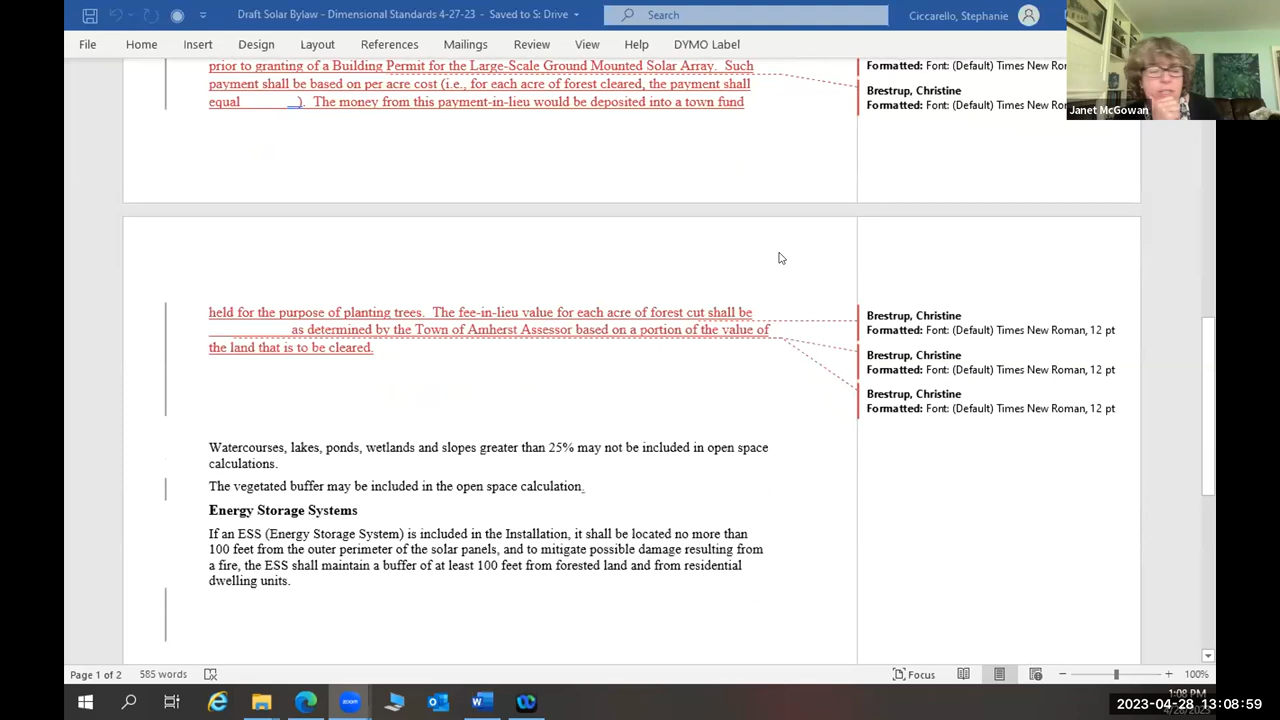 Draft Solar Bylaw - Dimensional Standards 4-27-23 - Saved to S: Drive
Search
Ciccarello, Stephanie
File Home Insert Design Layout References Mailings Review View Help DYMO Label
Janet McGowan
prior to granting of a Building Permit for the Large-Scale Ground Mounted Solar Array. Such
payment shall be based on per acre cost (i.e., for each acre of forest cleared, the payment shall
equal ________). The money from this payment-in-lieu would be deposited into a town fund
Formatted: Font: (Default) Times New Rom
Brestrup, Christine
Formatted: Font: (Default) Times New Rom
held for the purpose of planting trees. The fee-in-lieu value for each acre of forest cut shall be
____________ as determined by the Town of Amherst Assessor based on a portion of the value of
the land that is to be cleared.
Brestrup, Christine
Formatted: Font: (Default) Times New Roman, 12 pt
Brestrup, Christine
Formatted: Font: (Default) Times New Roman, 12 pt
Brestrup, Christine
Formatted: Font: (Default) Times New Roman, 12 pt
Watercourses, lakes, ponds, wetlands and slopes greater than 25% may not be included in open space
calculations.
The vegetated buffer may be included in the open space calculation.
Energy Storage Systems
If an ESS (Energy Storage System) is included in the Installation, it shall be located no more than
100 feet from the outer perimeter of the solar panels, and to mitigate possible damage resulting from
a fire, the ESS shall maintain a buffer of at least 100 feet from forested land and from residential
dwelling units.
Page 1 of 2 585 words Focus 100%
1:08 PM
2023-04-28 13:08:59